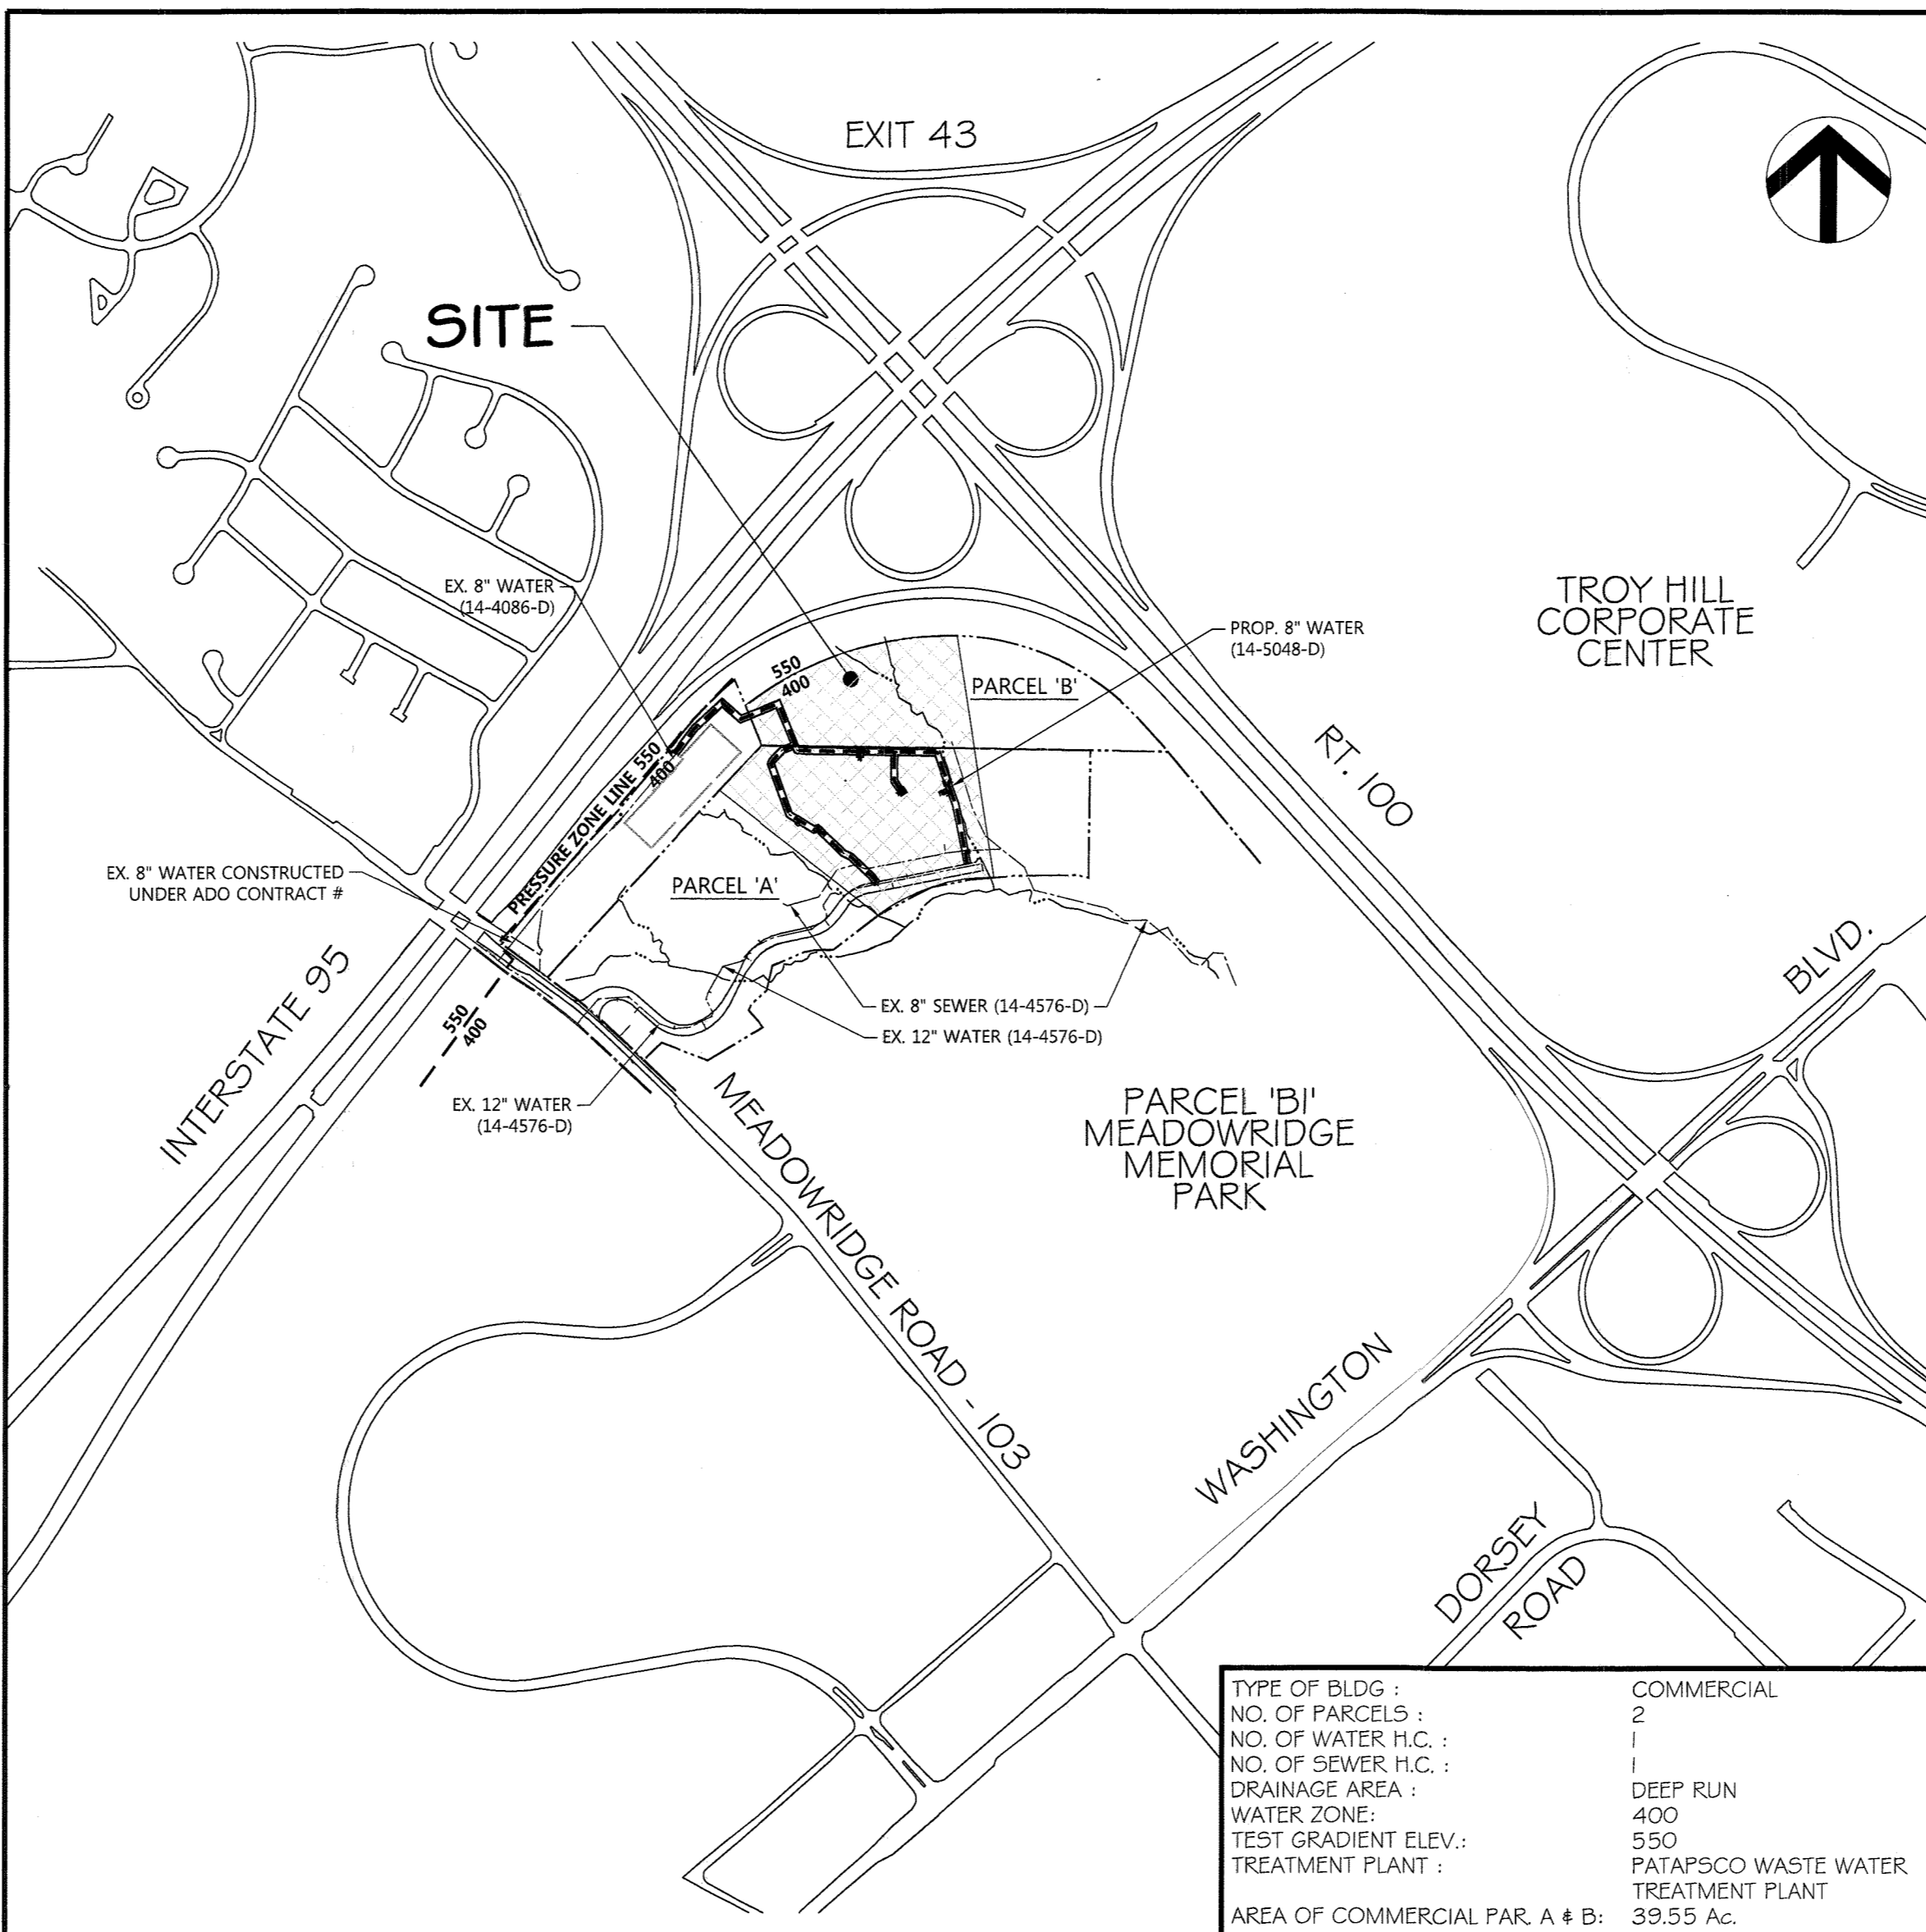 EXIT 43
SITE
EX. 8" WATER
(14-4086-D)
TROY HILL
CORPORATE
CENTER
PROP. 8" WATER
(14-5048-D)
550
400
PARCEL 'B'
RT. 100
PRESSURE ZONE LINE 550
400
EX. 8" WATER CONSTRUCTED
UNDER ADO CONTRACT #
PARCEL 'A'
BLVD.
INTERSTATE 95
550
400
EX. 8" SEWER (14-4576-D)
EX. 12" WATER (14-4576-D)
EX. 12" WATER
(14-4576-D)
MEADOWRIDGE ROAD - 103
PARCEL 'B1'
MEADOWRIDGE
MEMORIAL
PARK
WASHINGTON
DORSEY
ROAD
TYPE OF BLDG : COMMERCIAL
NO. OF PARCELS : 2
NO. OF WATER H.C. : 1
NO. OF SEWER H.C. : 1
DRAINAGE AREA : DEEP RUN
WATER ZONE: 400
TEST GRADIENT ELEV.: 550
TREATMENT PLANT : PATAPSCO WASTE WATER
TREATMENT PLANT
AREA OF COMMERCIAL PAR. A & B: 39.55 Ac.